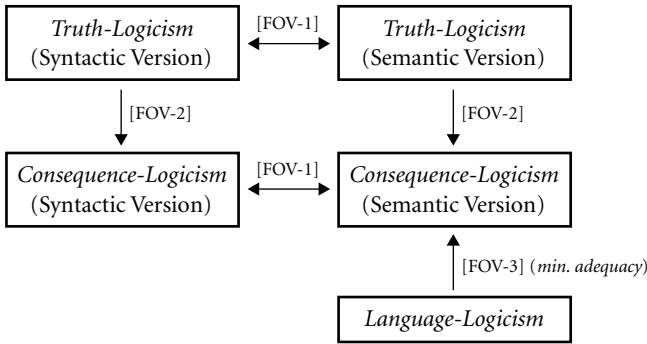 Truth-Logicism
(Syntactic Version)
[FOV-1]
Truth-Logicism
(Semantic Version)
[FOV-2]
[FOV-2]
Consequence-Logicism
(Syntactic Version)
[FOV-1]
Consequence-Logicism
(Semantic Version)
[FOV-3] (min. adequacy)
Language-Logicism